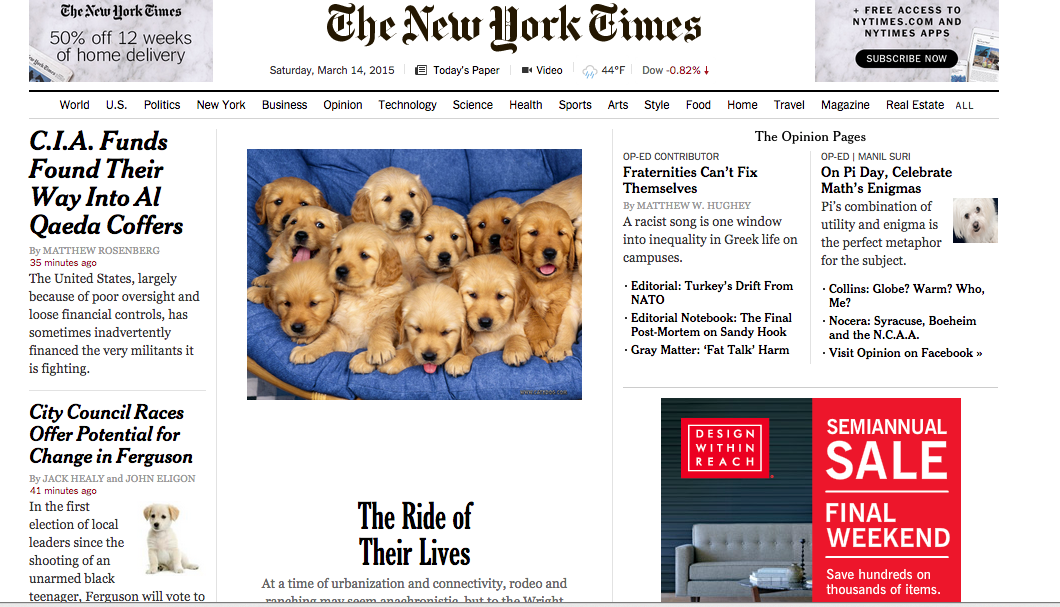 The New York Times
50% off 12 weeks
of home delivery
The New York Times
+ FREE ACCESS TO
NYTIMES.COM AND
NYTIMES APPS
SUBSCRIBE NOW
Saturday, March 14, 2015
Today's Paper
Video
44°F
Dow -0.82%↓
World U.S. Politics New York Business Opinion Technology Science Health Sports Arts Style Food Home Travel Magazine Real Estate ALL
C.I.A. Funds
Found Their
Way Into Al
Qaeda Coffers
By MATTHEW ROSENBERG
35 minutes ago
The United States, largely
because of poor oversight and
loose financial controls, has
sometimes inadvertently
financed the very militants it
is fighting.
City Council Races
Offer Potential for
Change in Ferguson
By JACK HEALY and JOHN ELIGON
41 minutes ago
In the first
election of local
leaders since the
shooting of an
unarmed black
teenager, Ferguson will vote to
The Ride of
Their Lives
At a time of urbanization and connectivity, rodeo and
ranching may seem anachronistic, but to the Wright
The Opinion Pages
OP-ED CONTRIBUTOR
Fraternities Can't Fix
Themselves
By MATTHEW W. HUGHEY
A racist song is one window
into inequality in Greek life on
campuses.
· Editorial: Turkey's Drift From
NATO
· Editorial Notebook: The Final
Post-Mortem on Sandy Hook
· Gray Matter: 'Fat Talk' Harm
OP-ED | MANIL SURI
On Pi Day, Celebrate
Math's Enigmas
Pi's combination of
utility and enigma is
the perfect metaphor
for the subject.
· Collins: Globe? Warm? Who,
Me?
· Nocera: Syracuse, Boeheim
and the N.C.A.A.
· Visit Opinion on Facebook »
DESIGN
WITHIN
REACH
SEMIANNUAL
SALE
FINAL
WEEKEND
Save hundreds on
thousands of items.